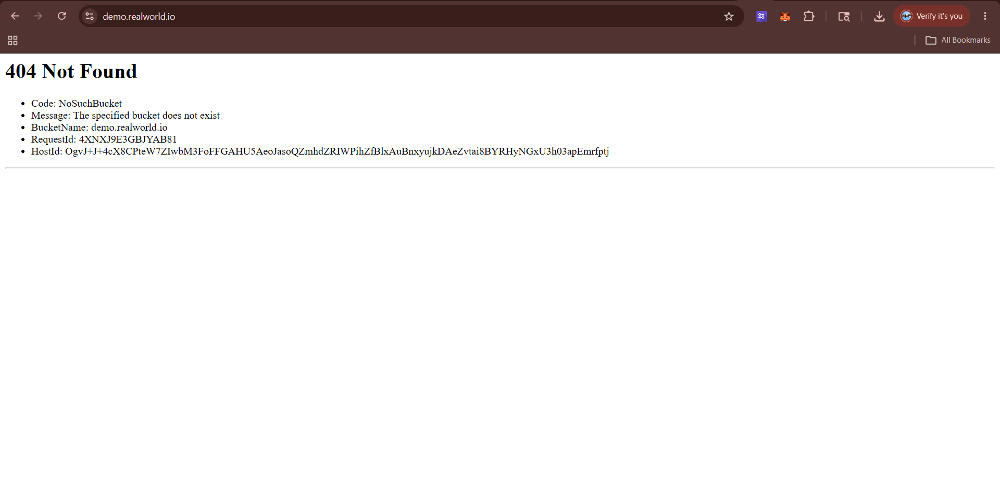 demo.realworld.io
Verify it's you
All Bookmarks
404 Not Found
Code: NoSuchBucket
Message: The specified bucket does not exist
BucketName: demo.realworld.io
RequestId: 4XNXJ9E3GBJYAB81
HostId: OgvJ+J+4cX8CPteW7ZIwbM3FoFFGAHU5AeoJasoQZmhdZRIWPihZfBlxAuBnxyujkDAeZvtai8BYRHyNGxU3h03apEmrfptj